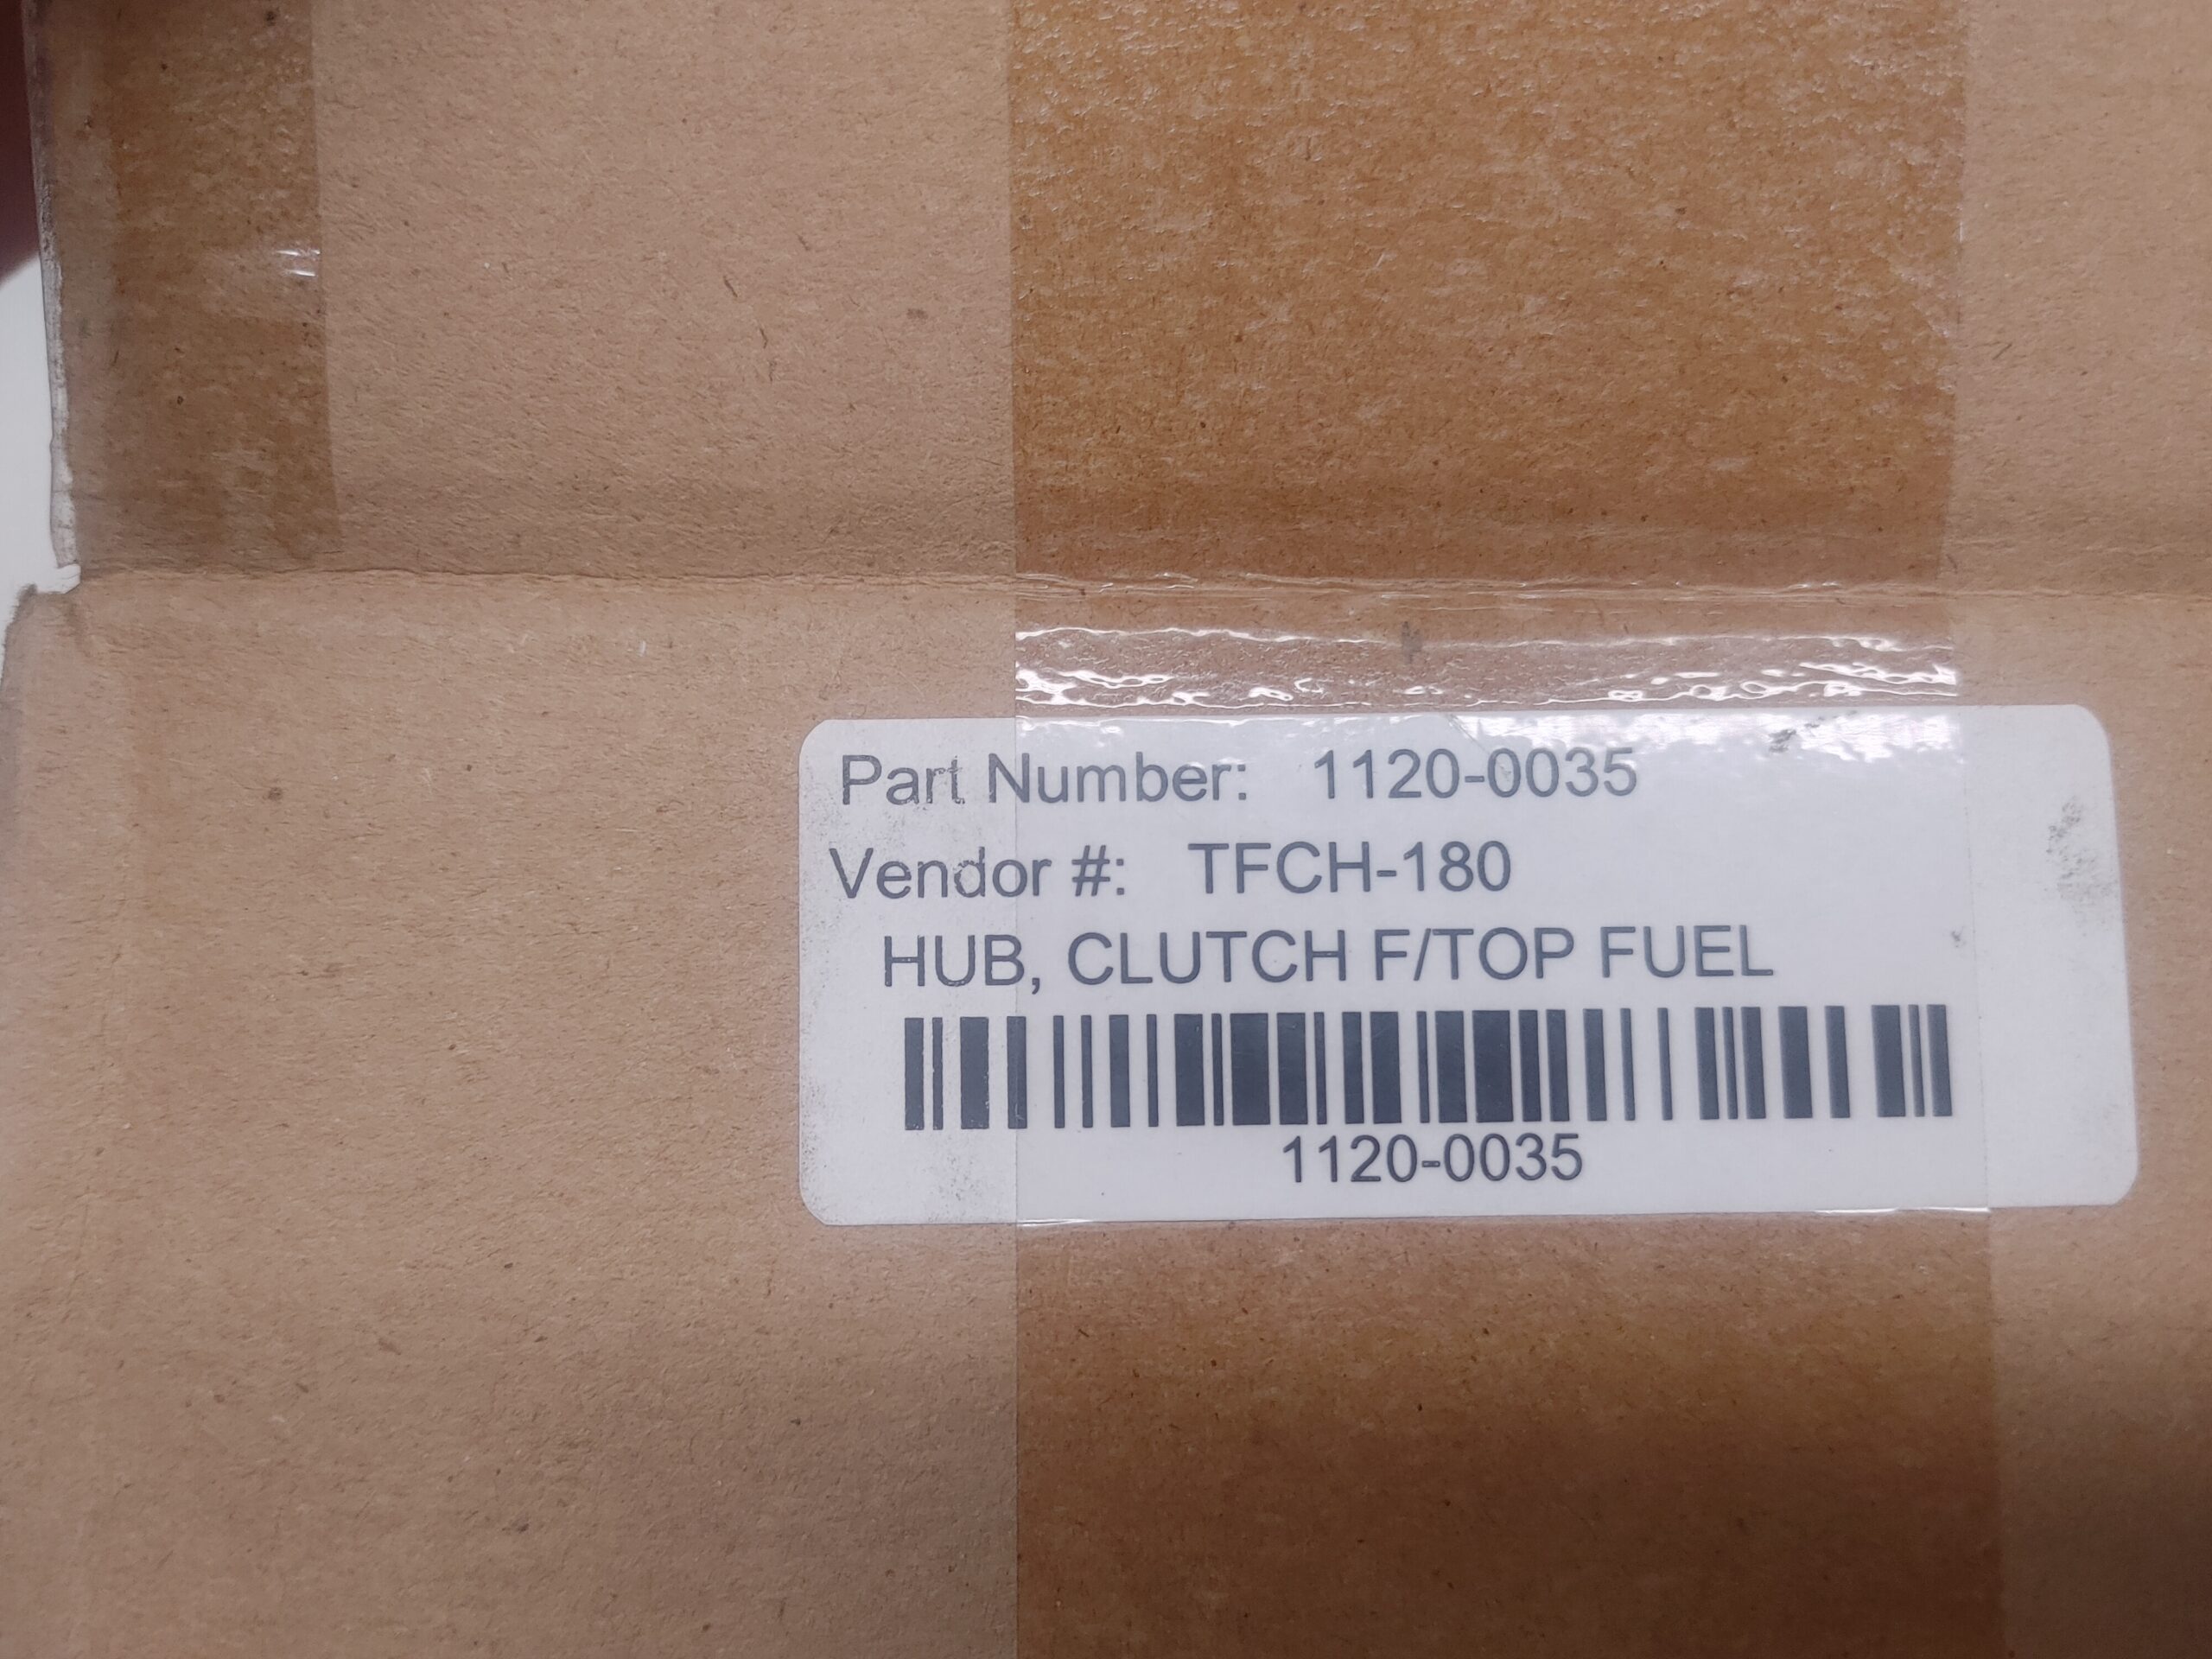 Part Number: 1120-0035
Vendor #: TFCH-180
HUB, CLUTCH F/TOP FUEL
1120-0035